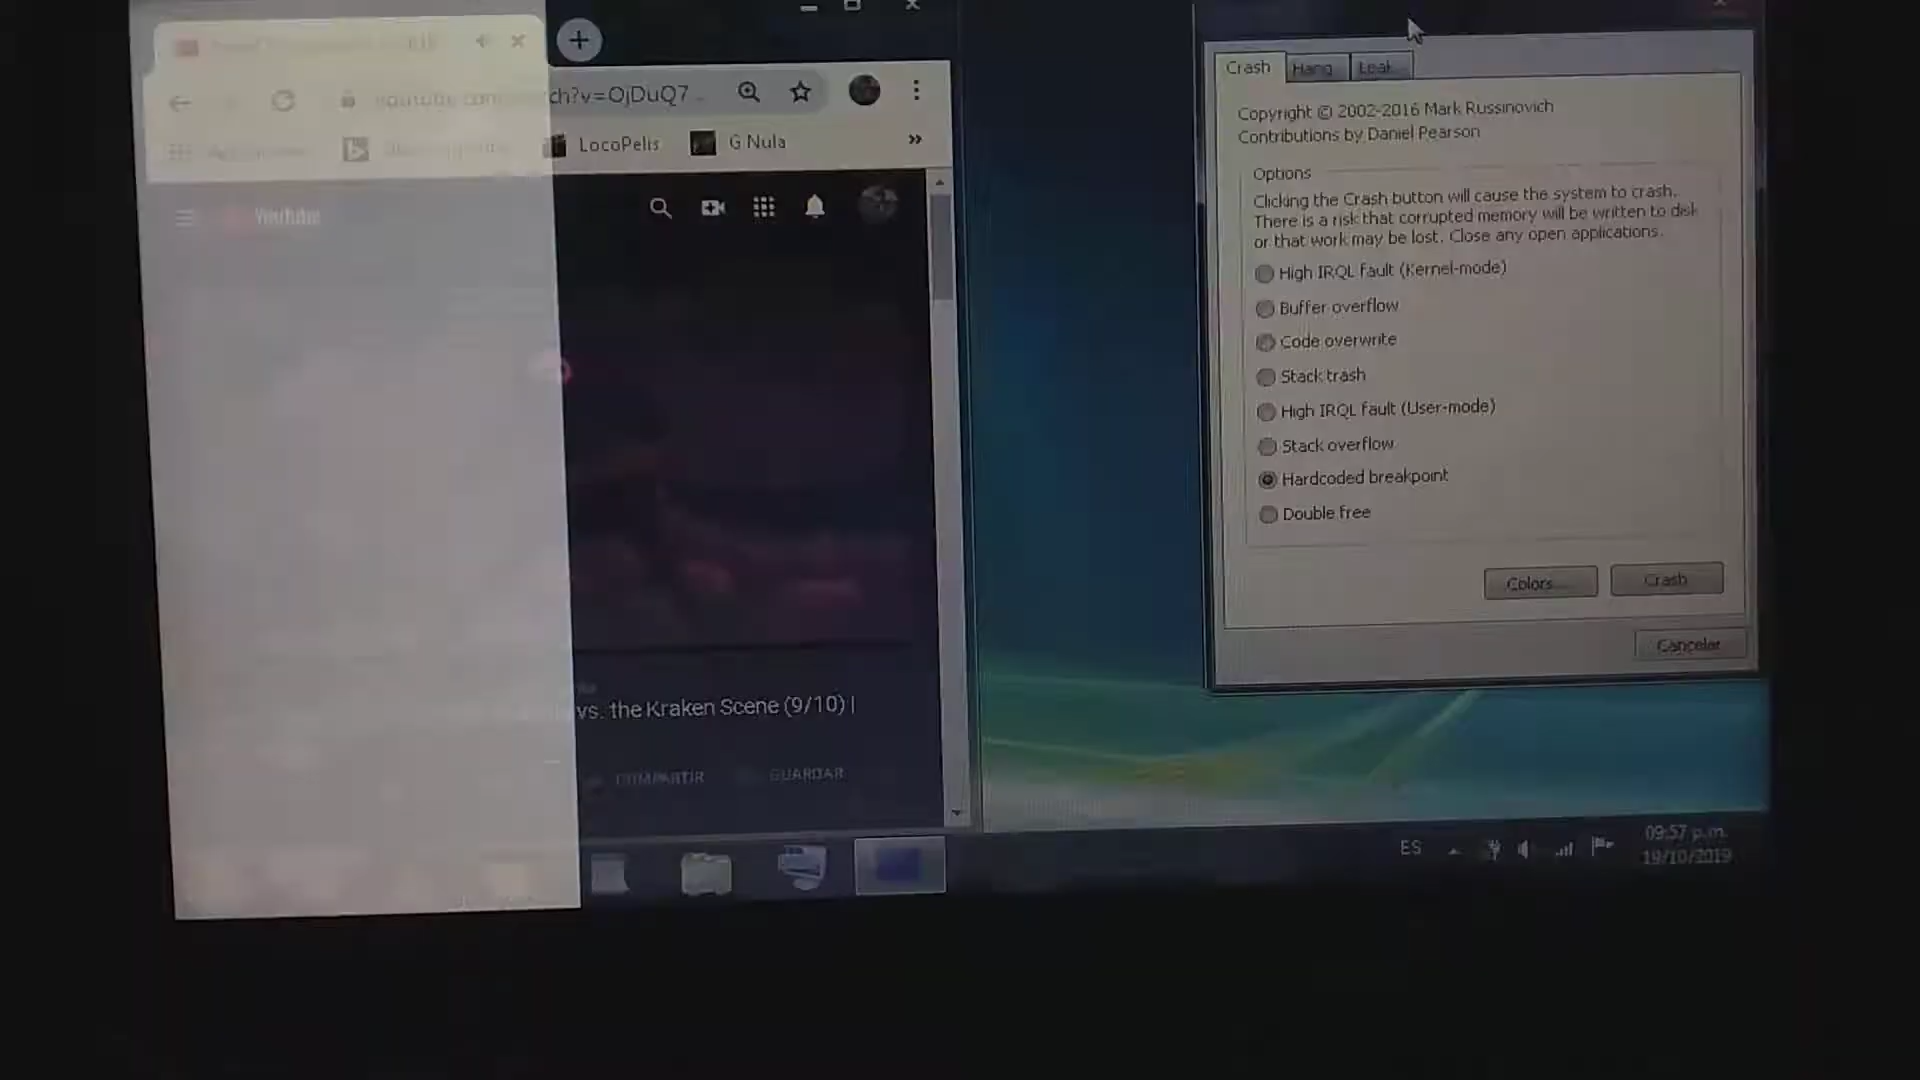 ch?v=OjDuQ7...
LocoPelis
G Nula
»
YouTube
vs. the Kraken Scene (9/10) |
COMPARTIR
GUARDAR
Crash
Hang
Leak
Copyright © 2002-2016 Mark Russinovich
Contributions by Daniel Pearson
Options
Clicking the Crash button will cause the system to crash.
There is a risk that corrupted memory will be written to disk
or that work may be lost. Close any open applications.
High IRQL fault (Kernel-mode)
Buffer overflow
Code overwrite
Stack trash
High IRQL fault (User-mode)
Stack overflow
Hardcoded breakpoint
Double free
Colors...
Crash
Cancelar
ES
09:57 p.m.
19/10/2019